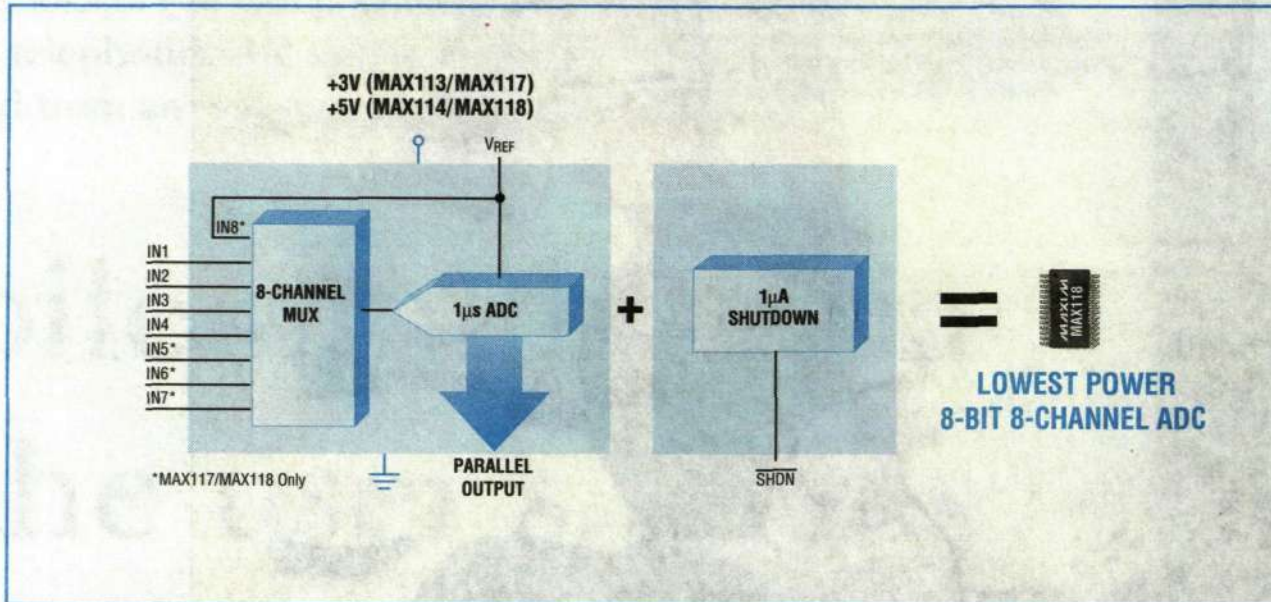 +3V (MAX113/MAX117)
+5V (MAX114/MAX118)
VREF
IN8*
IN1
IN2
IN3
IN4
IN5*
IN6*
IN7*
8-CHANNEL
MUX
1µs ADC
PARALLEL
OUTPUT
*MAX117/MAX118 Only
+
1µA
SHUTDOWN
SHDN
=
MAXIM
MAX118
LOWEST POWER
8-BIT 8-CHANNEL ADC